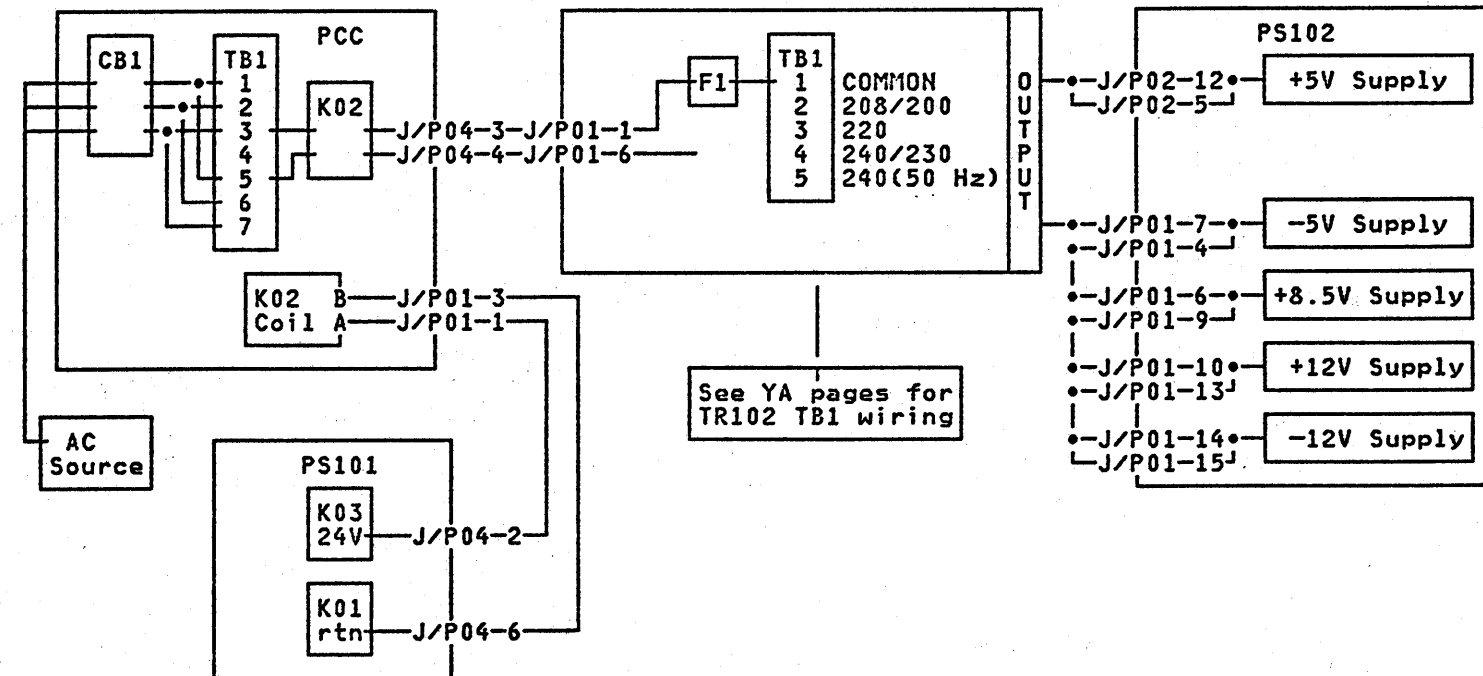 PCC
CB1
TB1
1
2
3
4
5
6
7
K02
J/P04-3-J/P01-1
J/P04-4-J/P01-6
K02 B J/P01-3
Coil A J/P01-1
AC
Source
F1
TB1
1 COMMON
2 208/200
3 220
4 240/230
5 240(50 Hz)
OUTPUT
See YA pages for
TR102 TB1 wiring
PS101
K03
24V J/P04-2
K01
rtn J/P04-6
PS102
J/P02-12 +5V Supply
J/P02-5
J/P01-7 -5V Supply
J/P01-4
J/P01-6 +8.5V Supply
J/P01-9
J/P01-10 +12V Supply
J/P01-13
J/P01-14 -12V Supply
J/P01-15